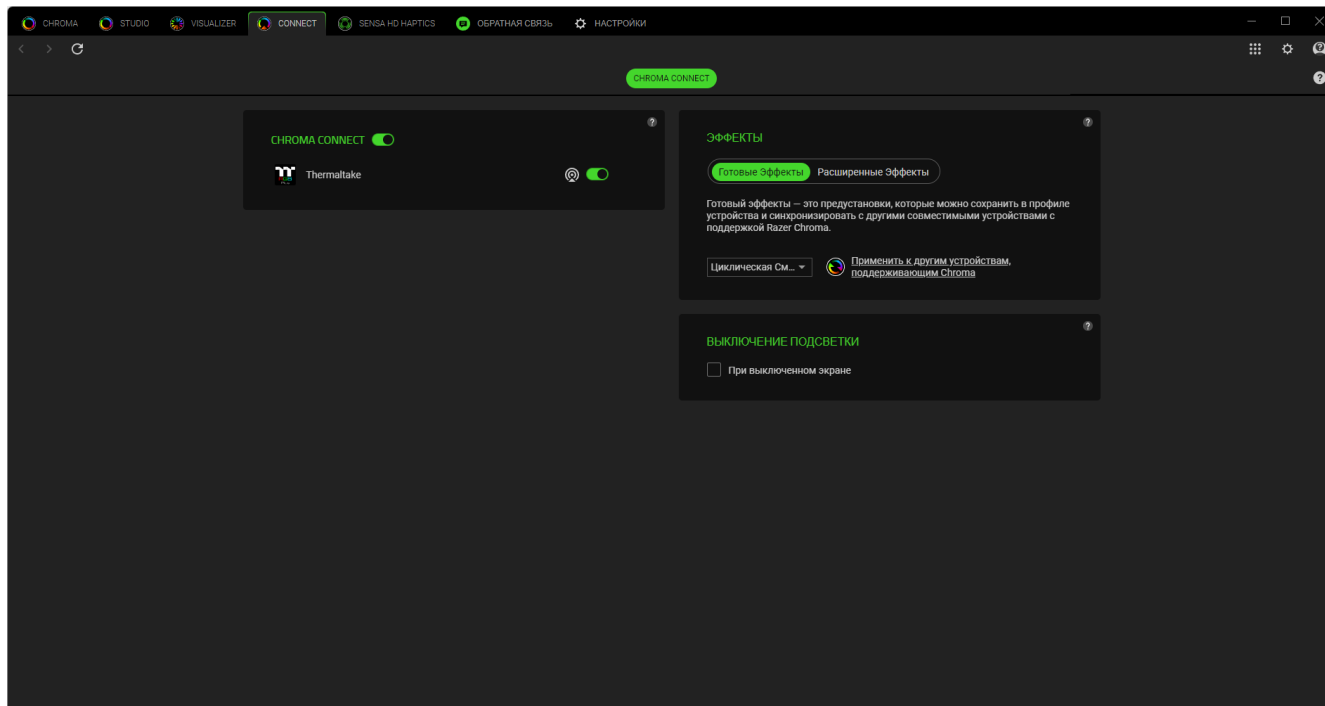 CHROMA
STUDIO
VISUALIZER
CONNECT
SENSA HD HAPTICS
ОБРАТНАЯ СВЯЗЬ
НАСТРОЙКИ
CHROMA CONNECT
CHROMA CONNECT
Thermaltake
ЭФФЕКТЫ
Готовые Эффекты
Расширенные Эффекты
Готовый эффекты — это предустановки, которые можно сохранить в профиле
устройства и синхронизировать с другими совместимыми устройствами с
поддержкой Razer Chroma.
Циклическая См...
Применить к другим устройствам,
поддерживающим Chroma
ВЫКЛЮЧЕНИЕ ПОДСВЕТКИ
При выключенном экране